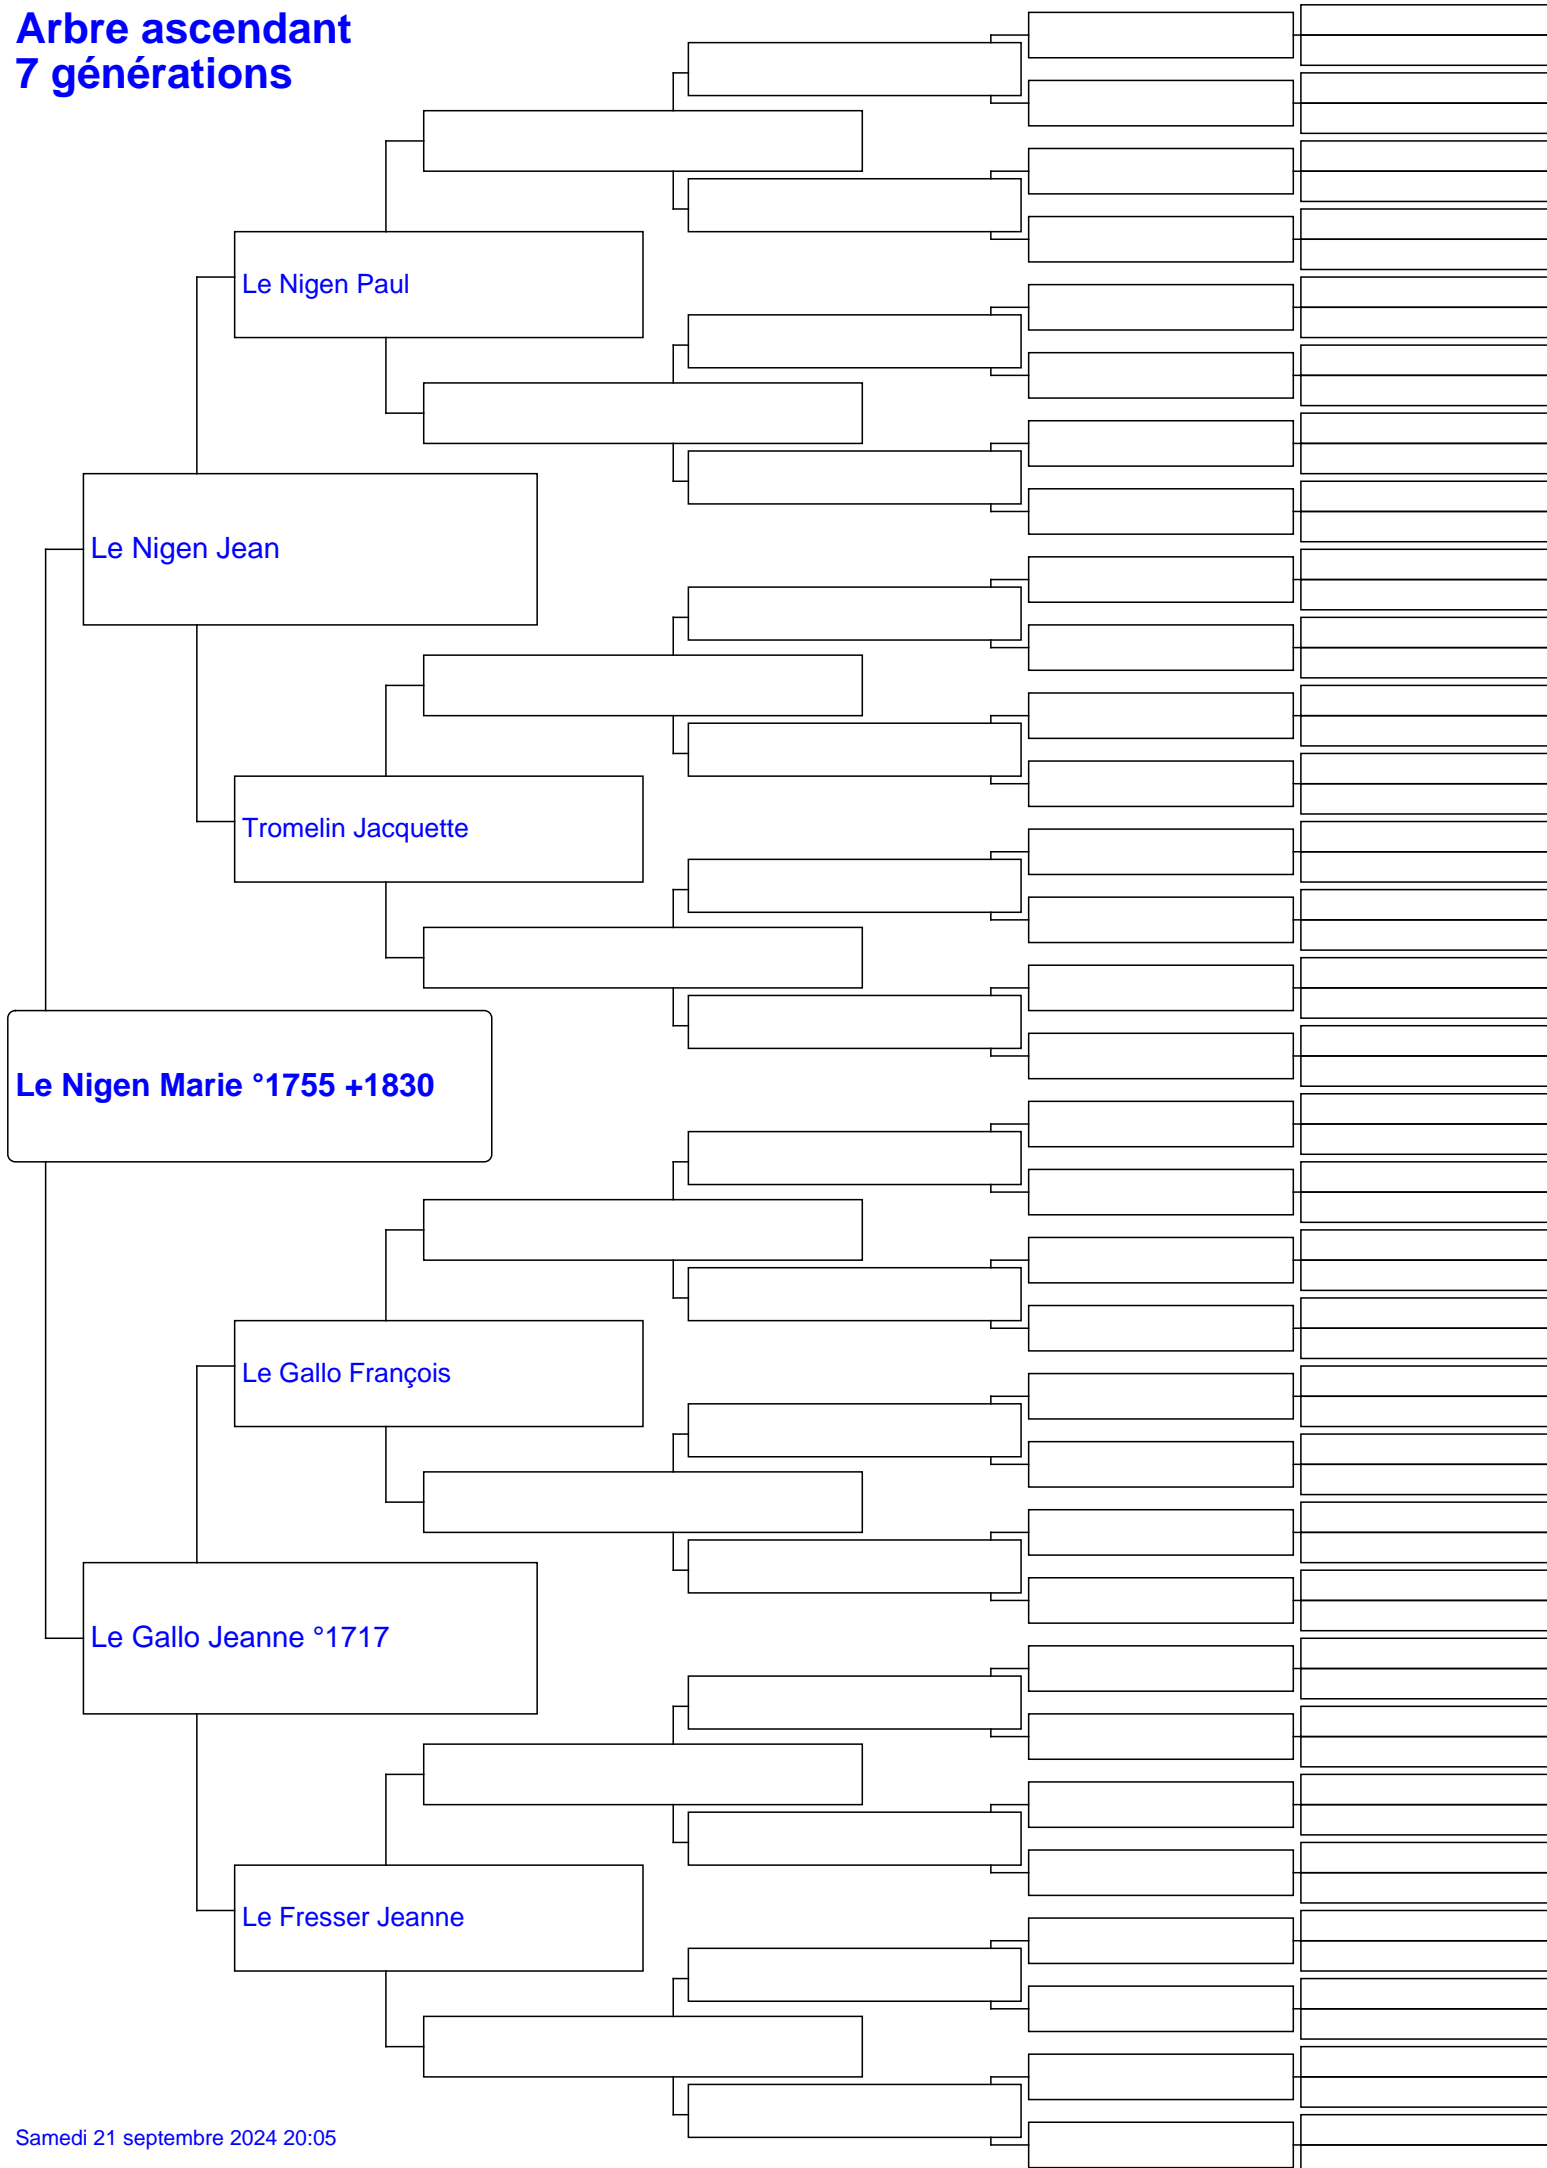 Arbre ascendant
7 générations
Le Nigen Paul
Le Nigen Jean
Tromelin Jacquette
Le Nigen Marie °1755 +1830
Le Gallo François
Le Gallo Jeanne °1717
Le Fresser Jeanne
Samedi 21 septembre 2024 20:05